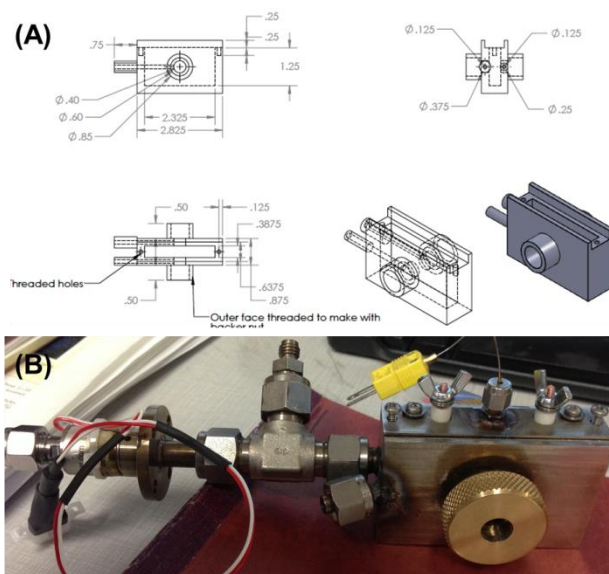 (A)
.25
.25
.75
1.25
Ø.40
Ø.60
Ø.85
2.325
2.825
Ø.125
Ø.125
Ø.375
Ø.25
.50
.125
.3875
.6375
.875
.50
hreaded holes
Outer face threaded to make with
backer nut
(B)